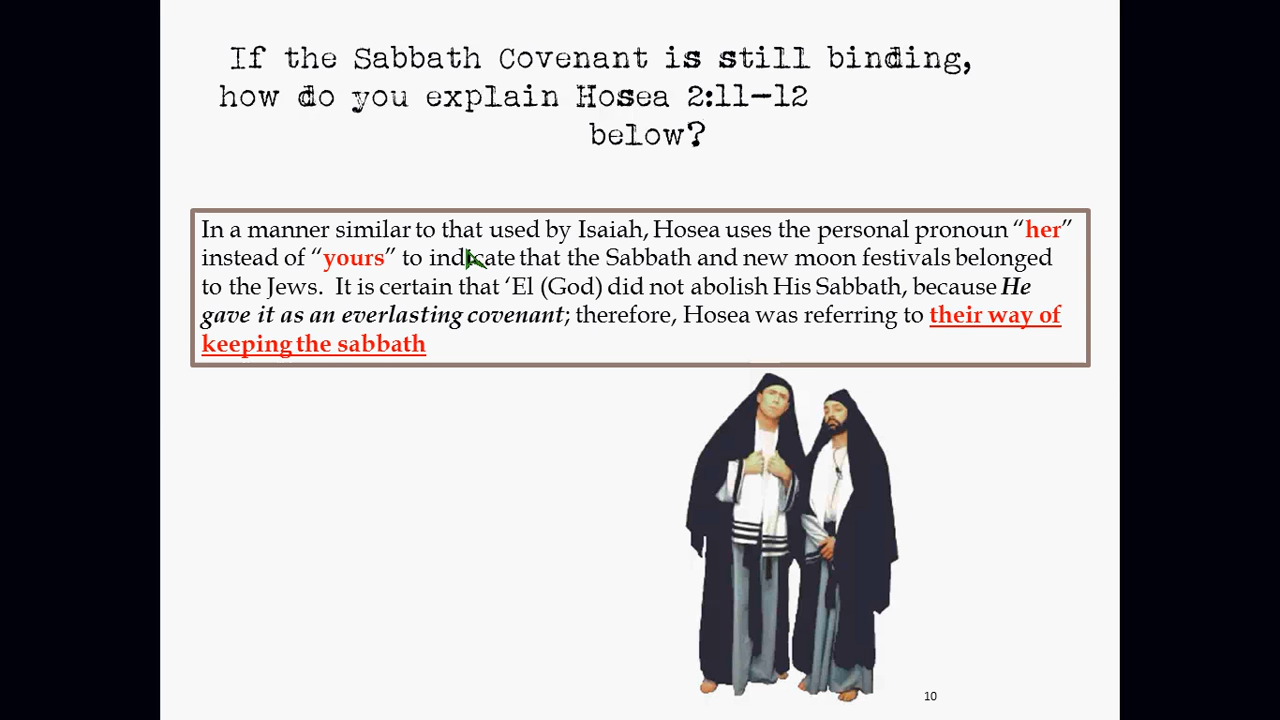 If the Sabbath Covenant is still binding,
how do you explain Hosea 2:11-12
below?
In a manner similar to that used by Isaiah, Hosea uses the personal pronoun “her”
instead of “yours” to indicate that the Sabbath and new moon festivals belonged
to the Jews. It is certain that ‘El (God) did not abolish His Sabbath, because He
gave it as an everlasting covenant; therefore, Hosea was referring to their way of
keeping the sabbath
10